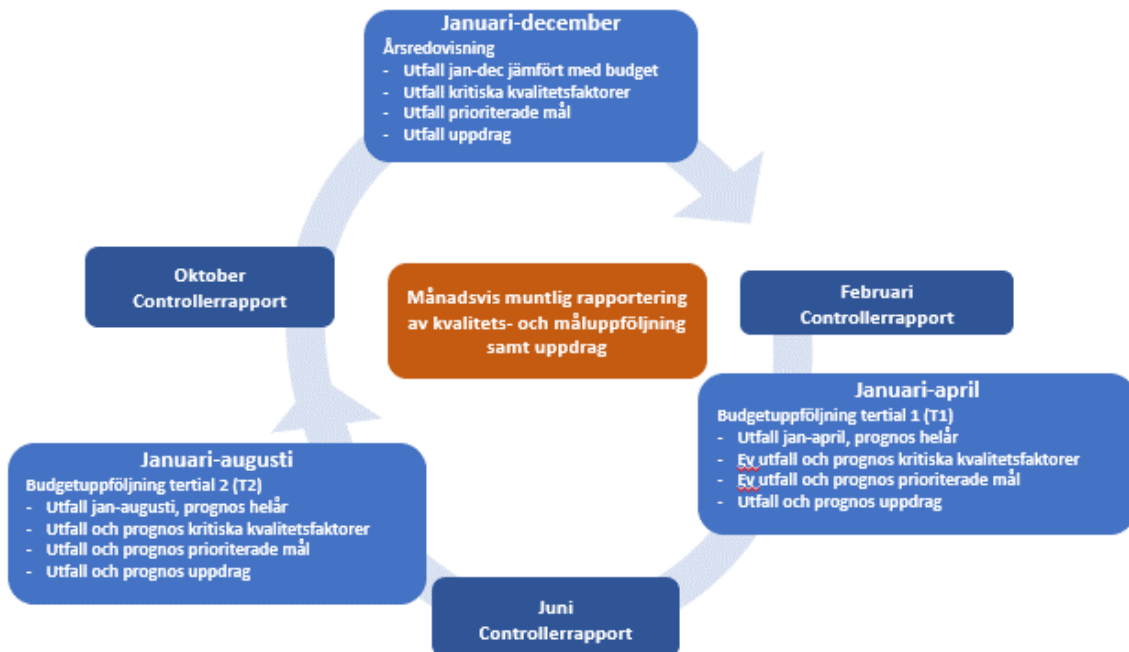 Januari-december
Årsredovisning
- Utfall jan-dec jämfört med budget
- Utfall kritiska kvalitetsfaktorer
- Utfall prioriterade mål
- Utfall uppdrag
Februari
Controllerrapport
Januari-april
Budgetuppföljning tertial 1 (T1)
- Utfall jan-april, prognos helår
- Ev utfall och prognos kritiska kvalitetsfaktorer
- Ev utfall och prognos prioriterade mål
- Utfall och prognos uppdrag
Juni
Controllerrapport
Januari-augusti
Budgetuppföljning tertial 2 (T2)
- Utfall jan-augusti, prognos helår
- Utfall och prognos kritiska kvalitetsfaktorer
- Utfall och prognos prioriterade mål
- Utfall och prognos uppdrag
Oktober
Controllerrapport
Månadsvis muntlig rapportering
av kvalitets- och måluppföljning
samt uppdrag